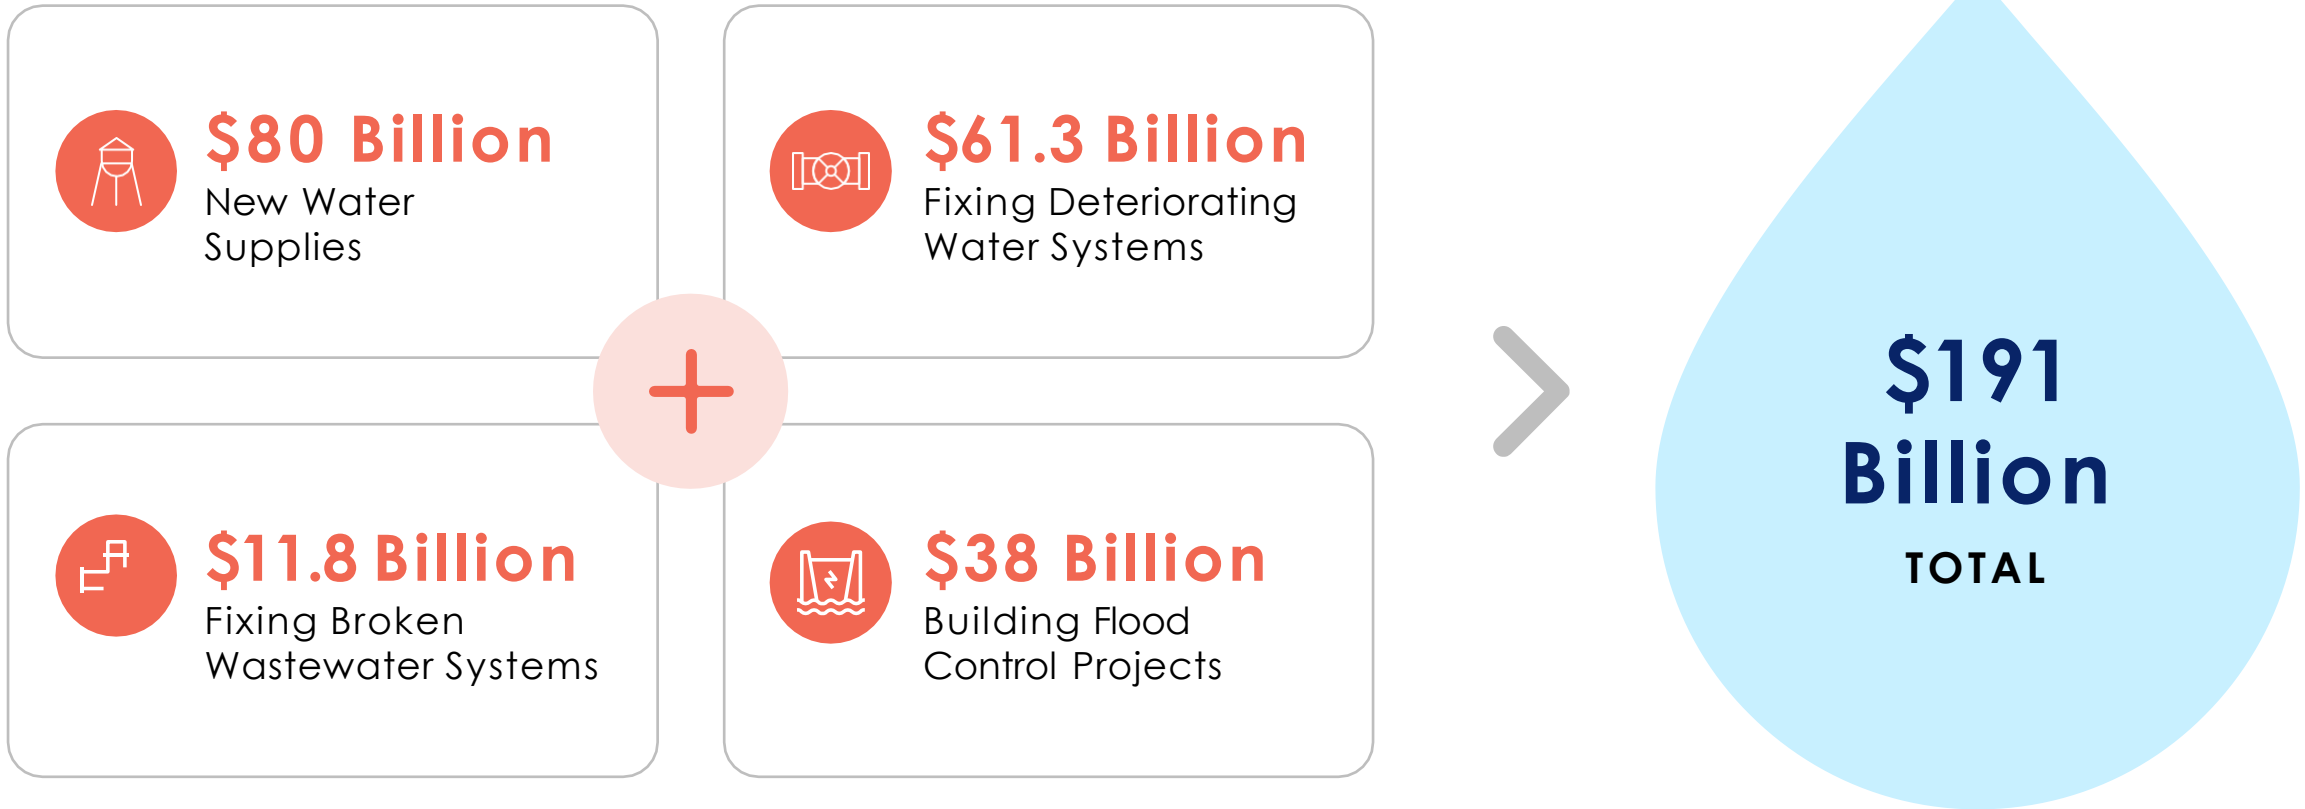 $80 Billion
New Water
Supplies
$61.3 Billion
Fixing Deteriorating
Water Systems
$11.8 Billion
Fixing Broken
Wastewater Systems
$38 Billion
Building Flood
Control Projects
$191
Billion
TOTAL